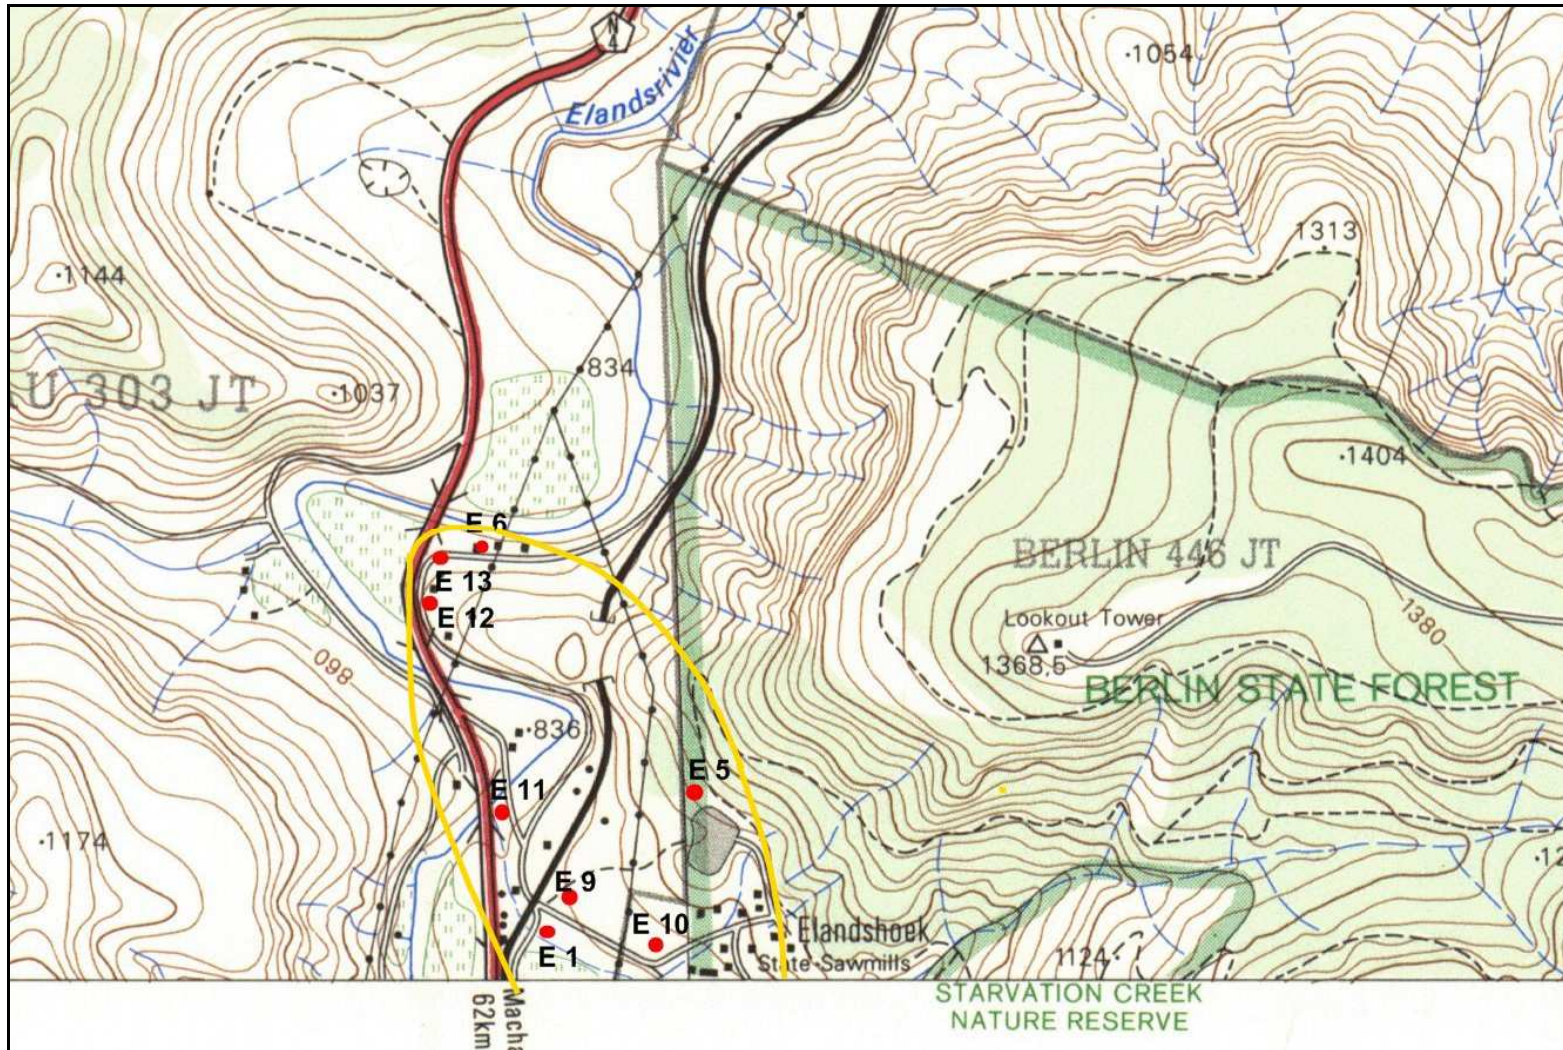 N
4
Elandsrivier
1054
1313
1144
834
U 303 JT
1037
1404
E 6
BERLIN 446 JT
E 13
E 12
Lookout Tower
1380
860
1368,5
BERLIN STATE FOREST
836
E 5
E 11
1174
E 9
E 10
Elandshoek
E 1
State Sawmills
1124
STARVATION CREEK
NATURE RESERVE
Macha
62km